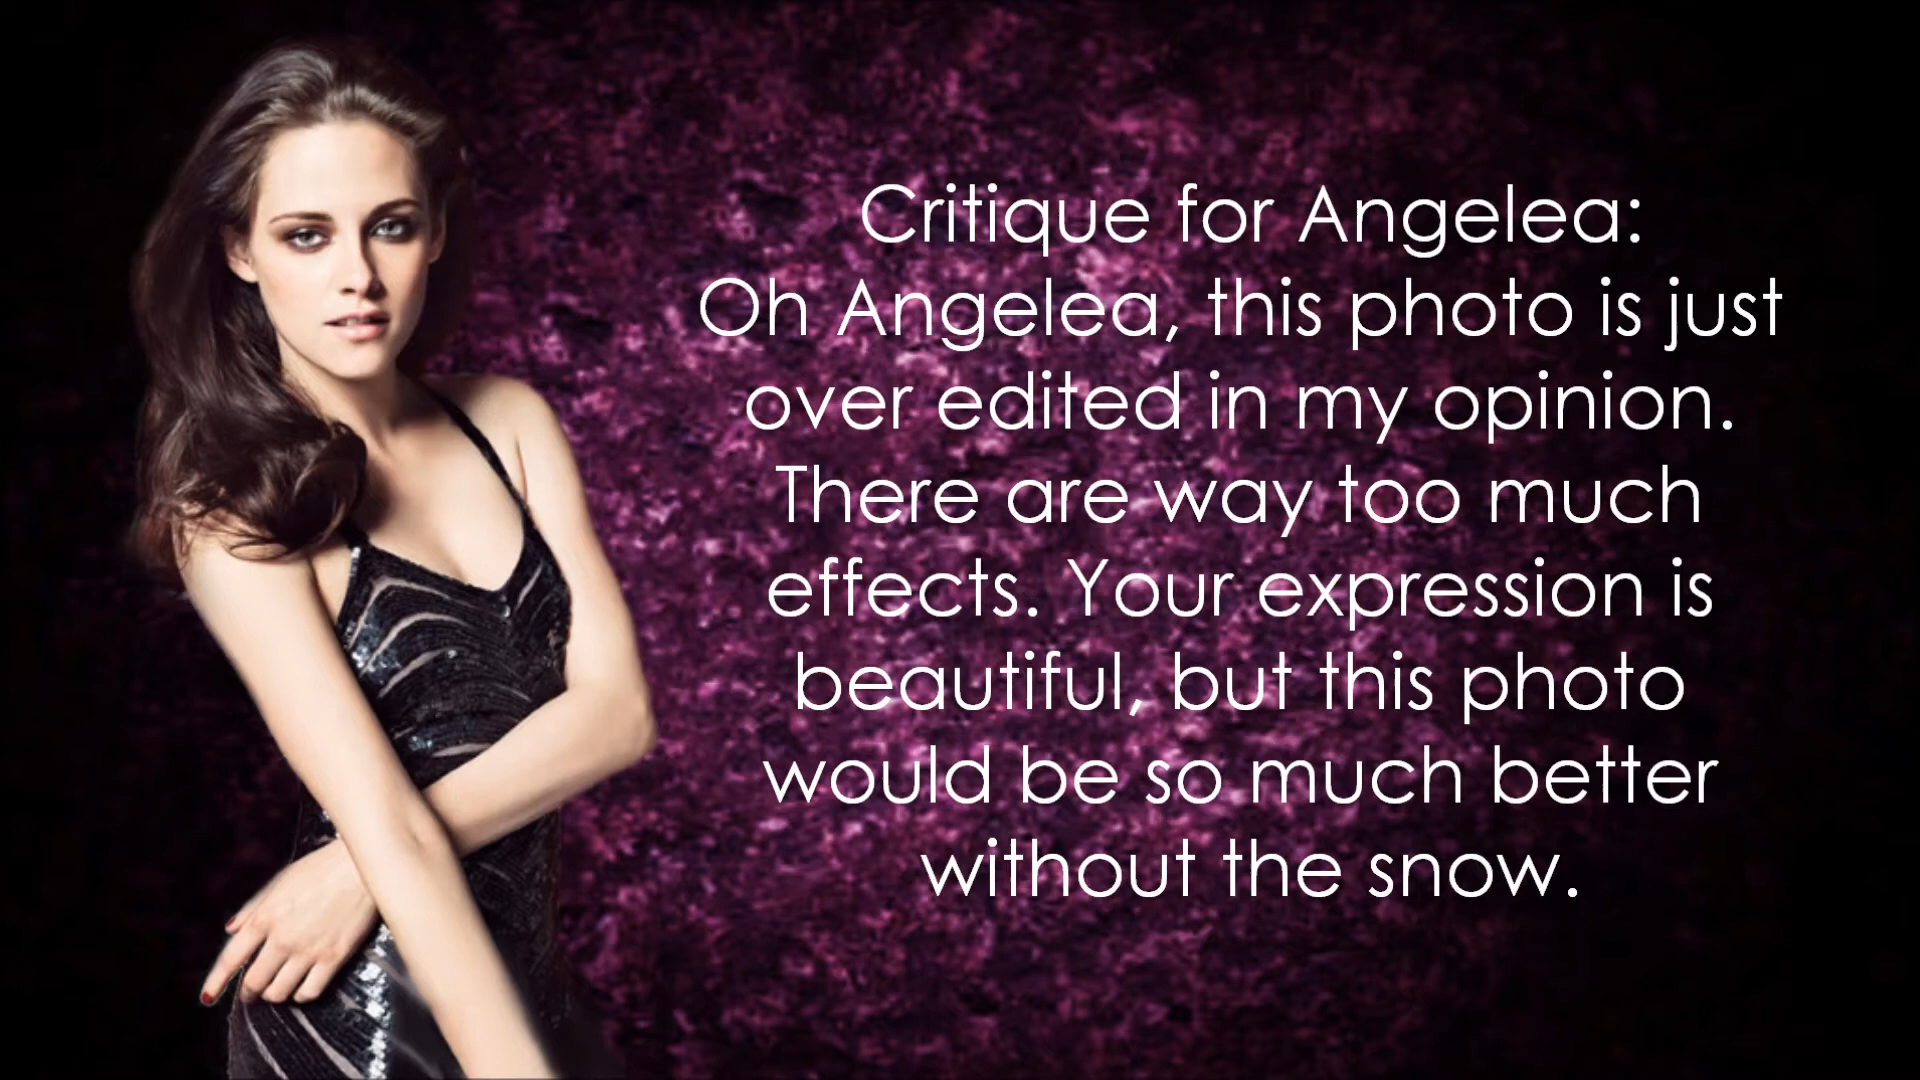 Critique for Angelea:
Oh Angelea, this photo is just
over edited in my opinion.
There are way too much
effects. Your expression is
beautiful, but this photo
would be so much better
without the snow.